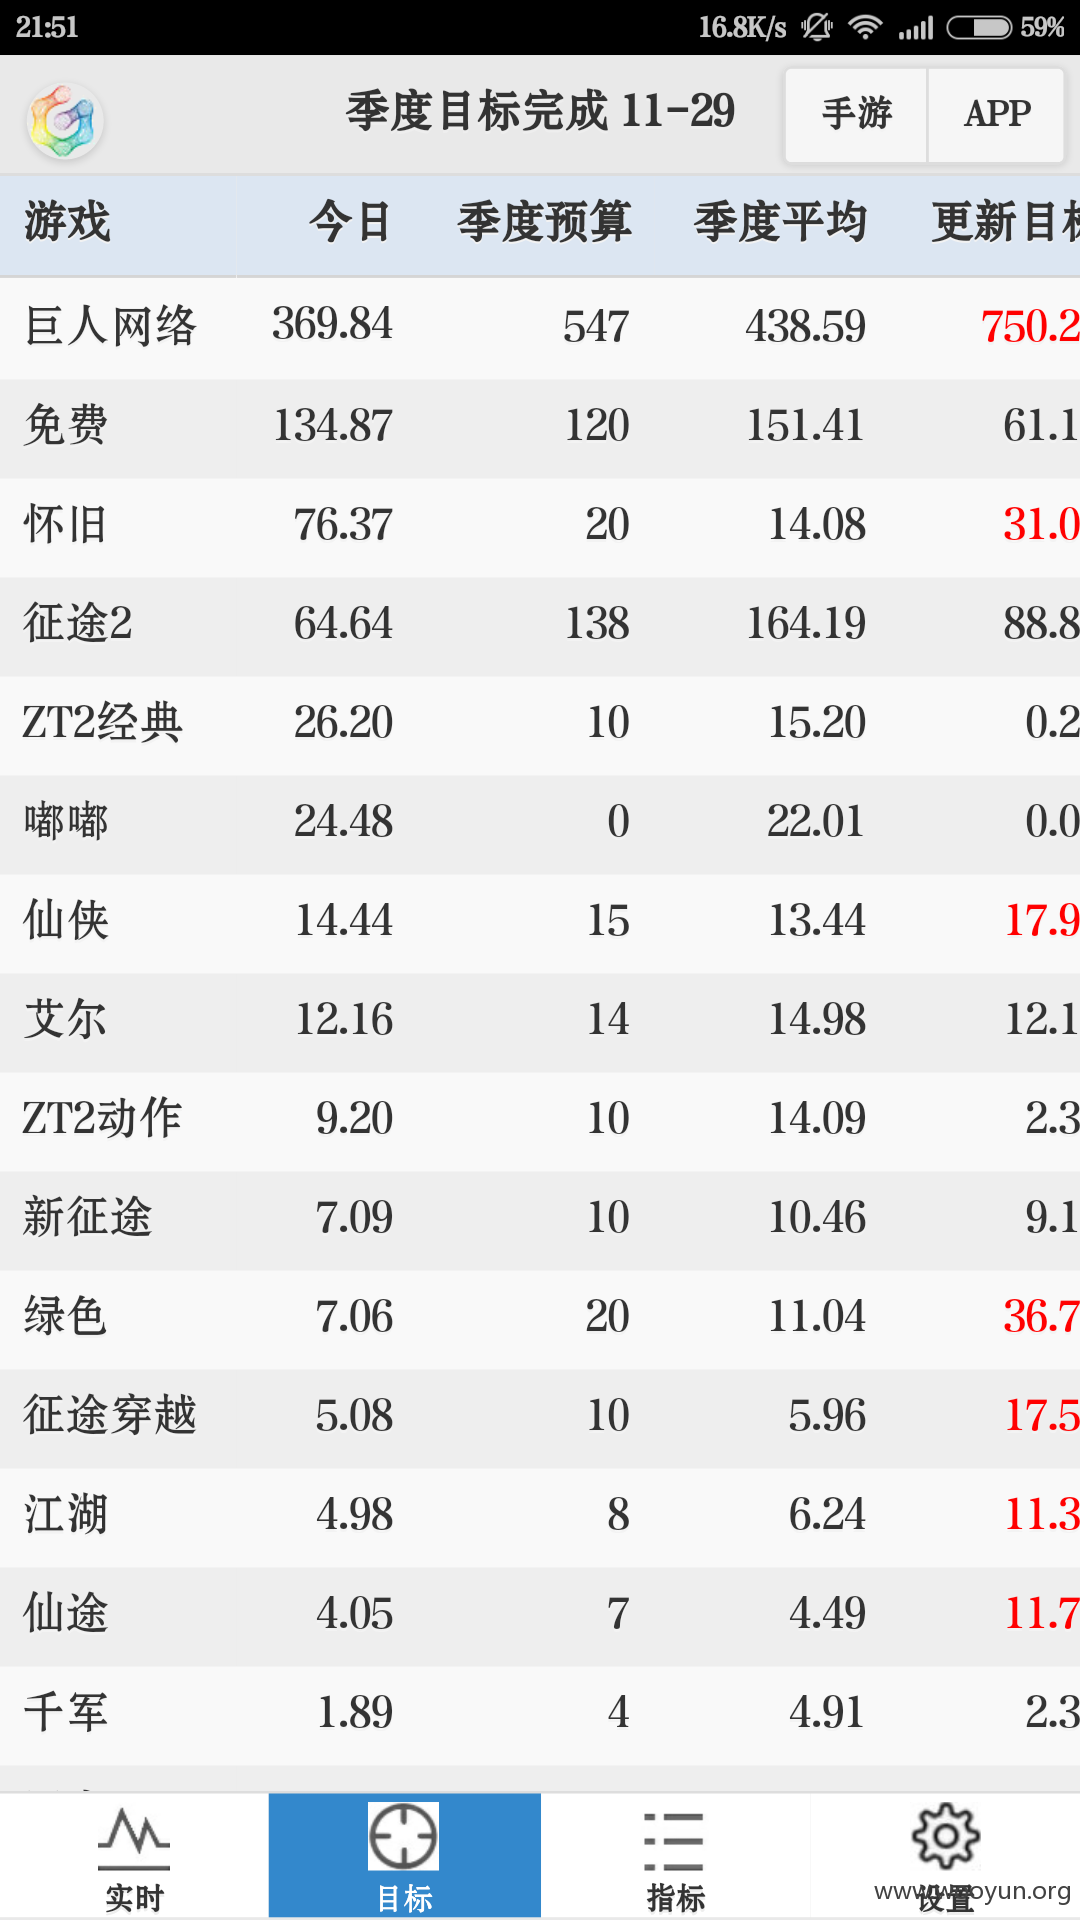 21:51 16.8K/s 59%
季度目标完成 11-29 手游 APP
游戏 今日 季度预算 季度平均 更新目标
巨人网络 369.84 547 438.59 750.2
免费 134.87 120 151.41 61.1
怀旧 76.37 20 14.08 31.0
征途2 64.64 138 164.19 88.8
ZT2经典 26.20 10 15.20 0.2
嘟嘟 24.48 0 22.01 0.0
仙侠 14.44 15 13.44 17.9
艾尔 12.16 14 14.98 12.1
ZT2动作 9.20 10 14.09 2.3
新征途 7.09 10 10.46 9.1
绿色 7.06 20 11.04 36.7
征途穿越 5.08 10 5.96 17.5
江湖 4.98 8 6.24 11.3
仙途 4.05 7 4.49 11.7
千军 1.89 4 4.91 2.3
实时 目标 指标 设置